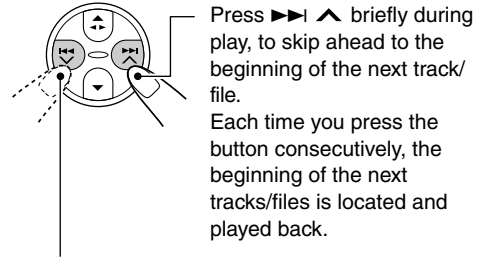 Press ►►I ∧ briefly during
play, to skip ahead to the
beginning of the next track/
file.
Each time you press the
button consecutively, the
beginning of the next
tracks/files is located and
played back.